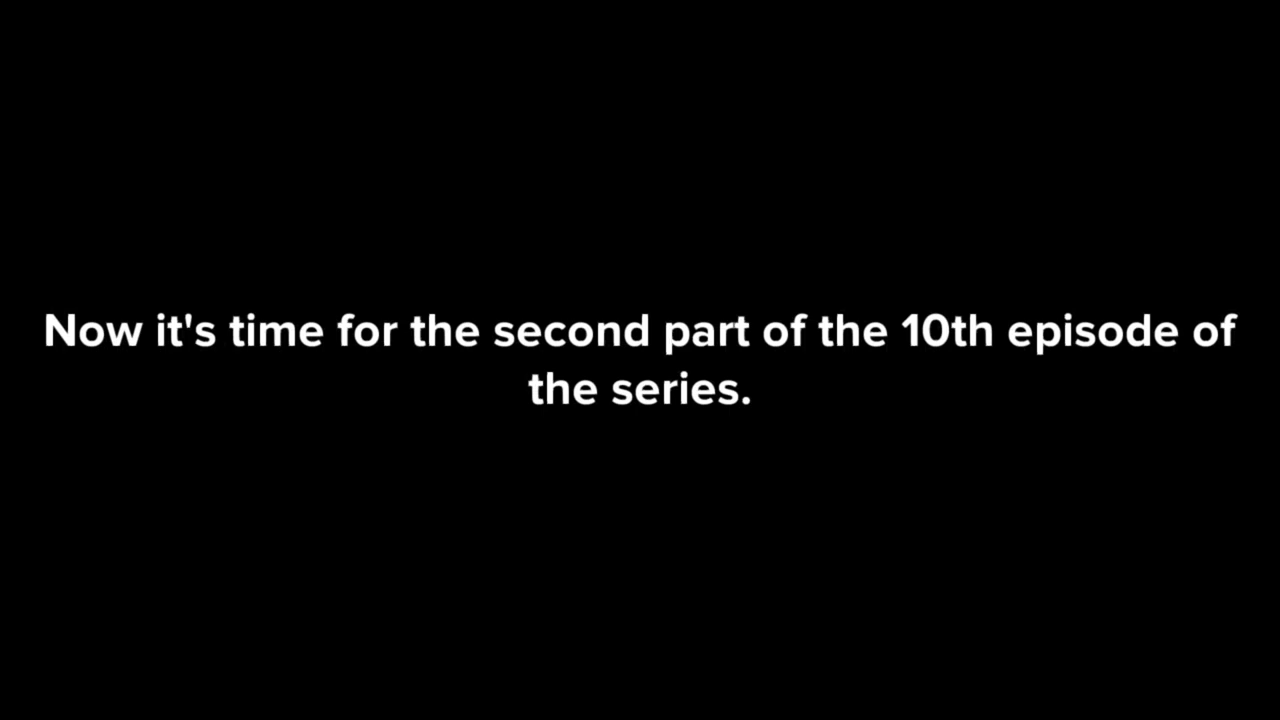 Now it's time for the second part of the 10th episode of
the series.